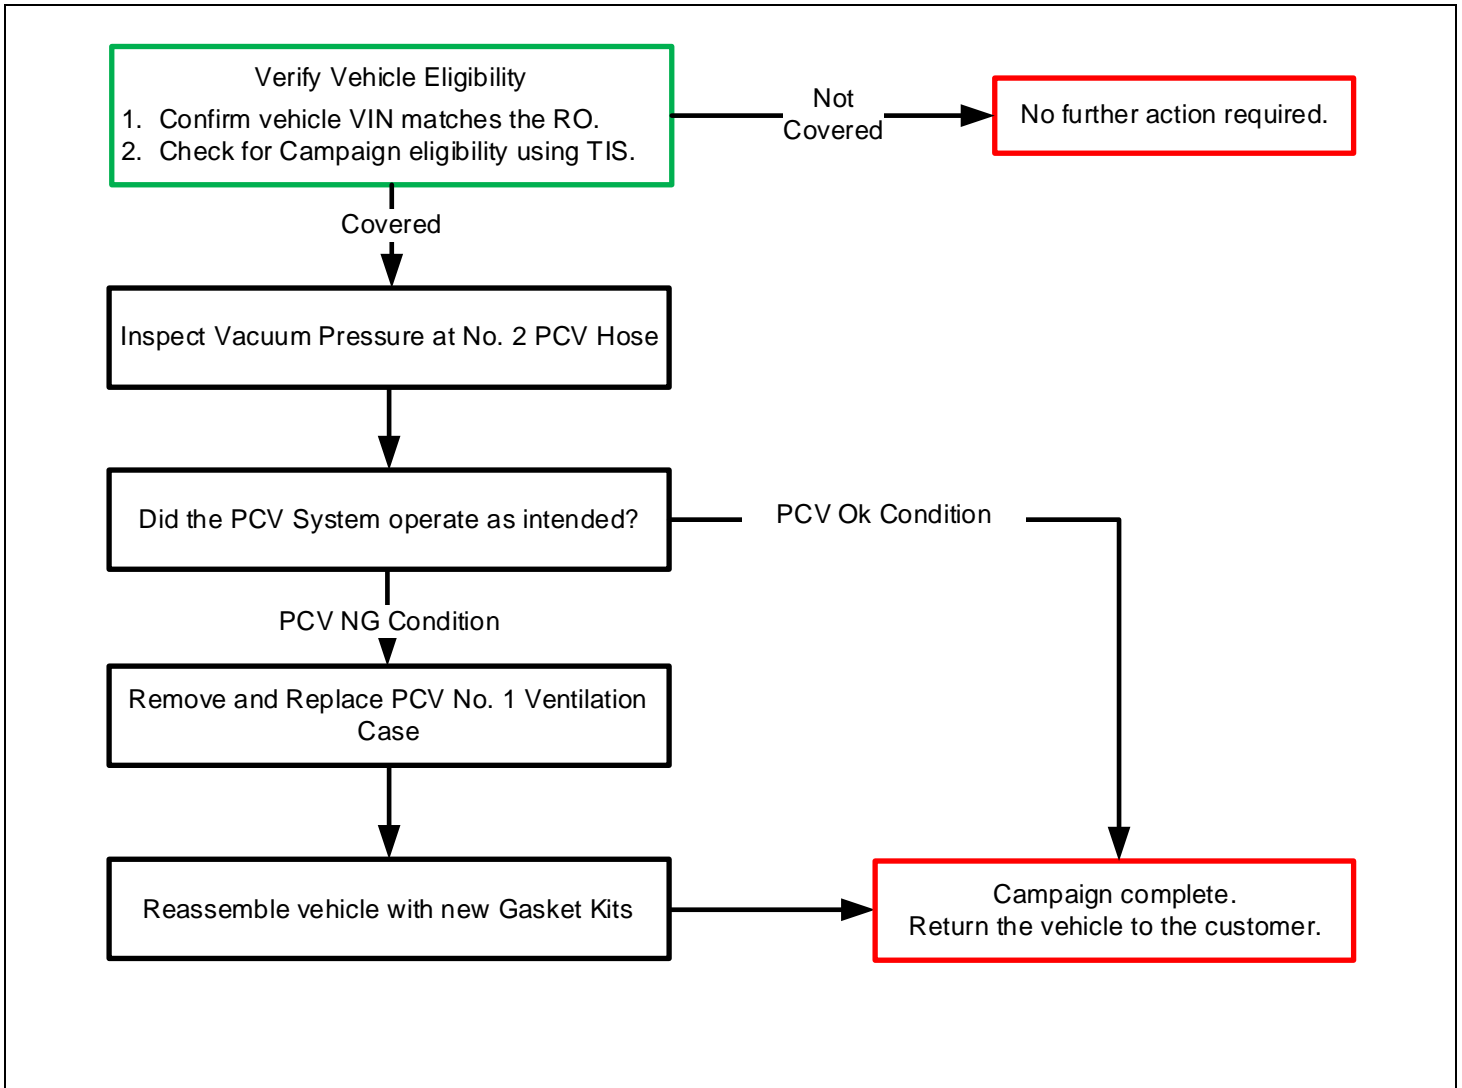 Verify Vehicle Eligibility
1. Confirm vehicle VIN matches the RO.
2. Check for Campaign eligibility using TIS.
Not
Covered
No further action required.
Covered
Inspect Vacuum Pressure at No. 2 PCV Hose
Did the PCV System operate as intended?
PCV Ok Condition
PCV NG Condition
Remove and Replace PCV No. 1 Ventilation
Case
Reassemble vehicle with new Gasket Kits
Campaign complete.
Return the vehicle to the customer.